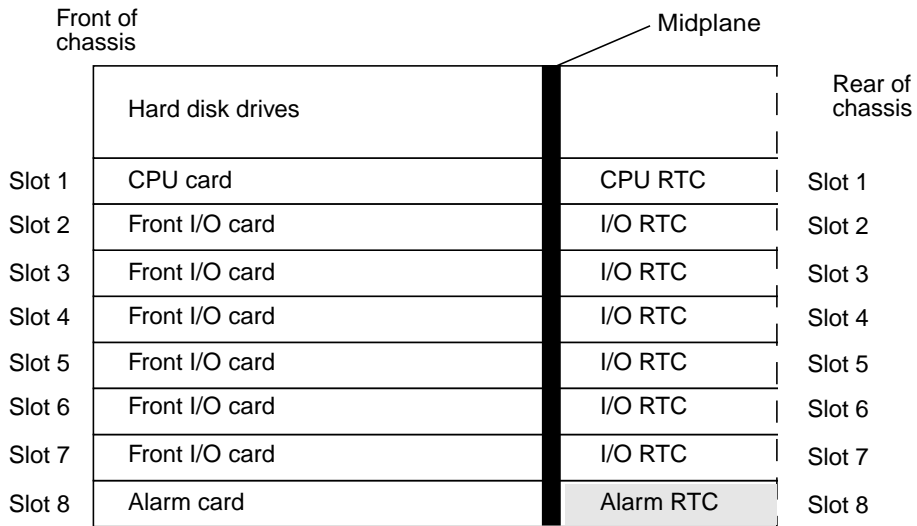 Front of
chassis
Midplane
Rear of
chassis
Hard disk drives
Slot 1 CPU card CPU RTC Slot 1
Slot 2 Front I/O card I/O RTC Slot 2
Slot 3 Front I/O card I/O RTC Slot 3
Slot 4 Front I/O card I/O RTC Slot 4
Slot 5 Front I/O card I/O RTC Slot 5
Slot 6 Front I/O card I/O RTC Slot 6
Slot 7 Front I/O card I/O RTC Slot 7
Slot 8 Alarm card Alarm RTC Slot 8